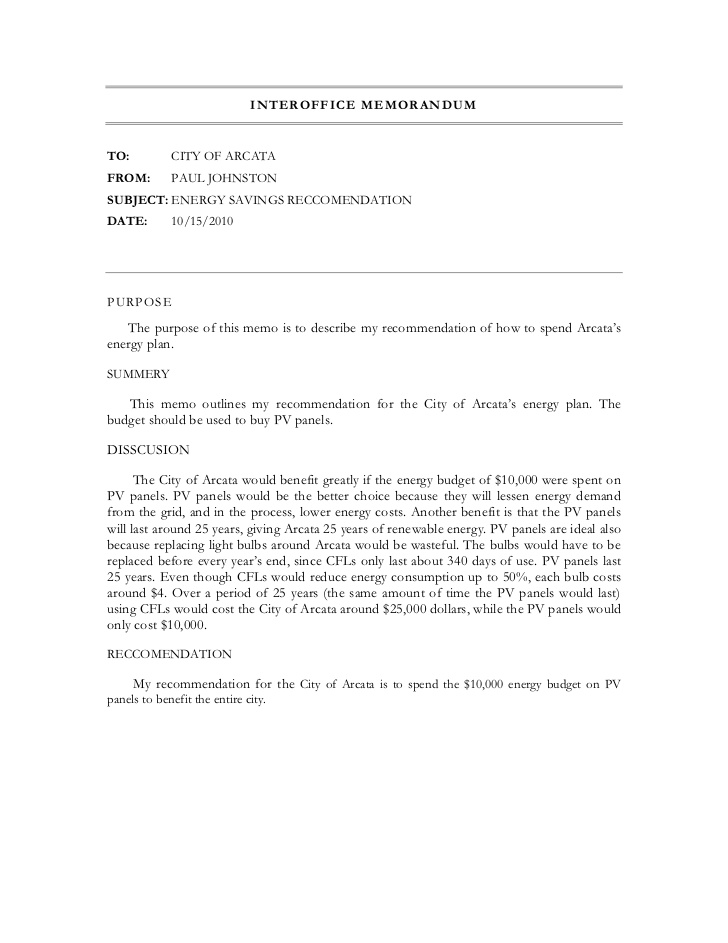 INTEROFFICE MEMORANDUM
TO: CITY OF ARCATA
FROM: PAUL JOHNSTON
SUBJECT: ENERGY SAVINGS RECCOMENDATION
DATE: 10/15/2010
PURPOSE
The purpose of this memo is to describe my recommendation of how to spend Arcata's
energy plan.
SUMMERY
This memo outlines my recommendation for the City of Arcata's energy plan. The
budget should be used to buy PV panels.
DISSCUSION
The City of Arcata would benefit greatly if the energy budget of $10,000 were spent on
PV panels. PV panels would be the better choice because they will lessen energy demand
from the grid, and in the process, lower energy costs. Another benefit is that the PV panels
will last around 25 years, giving Arcata 25 years of renewable energy. PV panels are ideal also
because replacing light bulbs around Arcata would be wasteful. The bulbs would have to be
replaced before every year's end, since CFLs only last about 340 days of use. PV panels last
25 years. Even though CFLs would reduce energy consumption up to 50%, each bulb costs
around $4. Over a period of 25 years (the same amount of time the PV panels would last)
using CFLs would cost the City of Arcata around $25,000 dollars, while the PV panels would
only cost $10,000.
RECCOMENDATION
My recommendation for the City of Arcata is to spend the $10,000 energy budget on PV
panels to benefit the entire city.